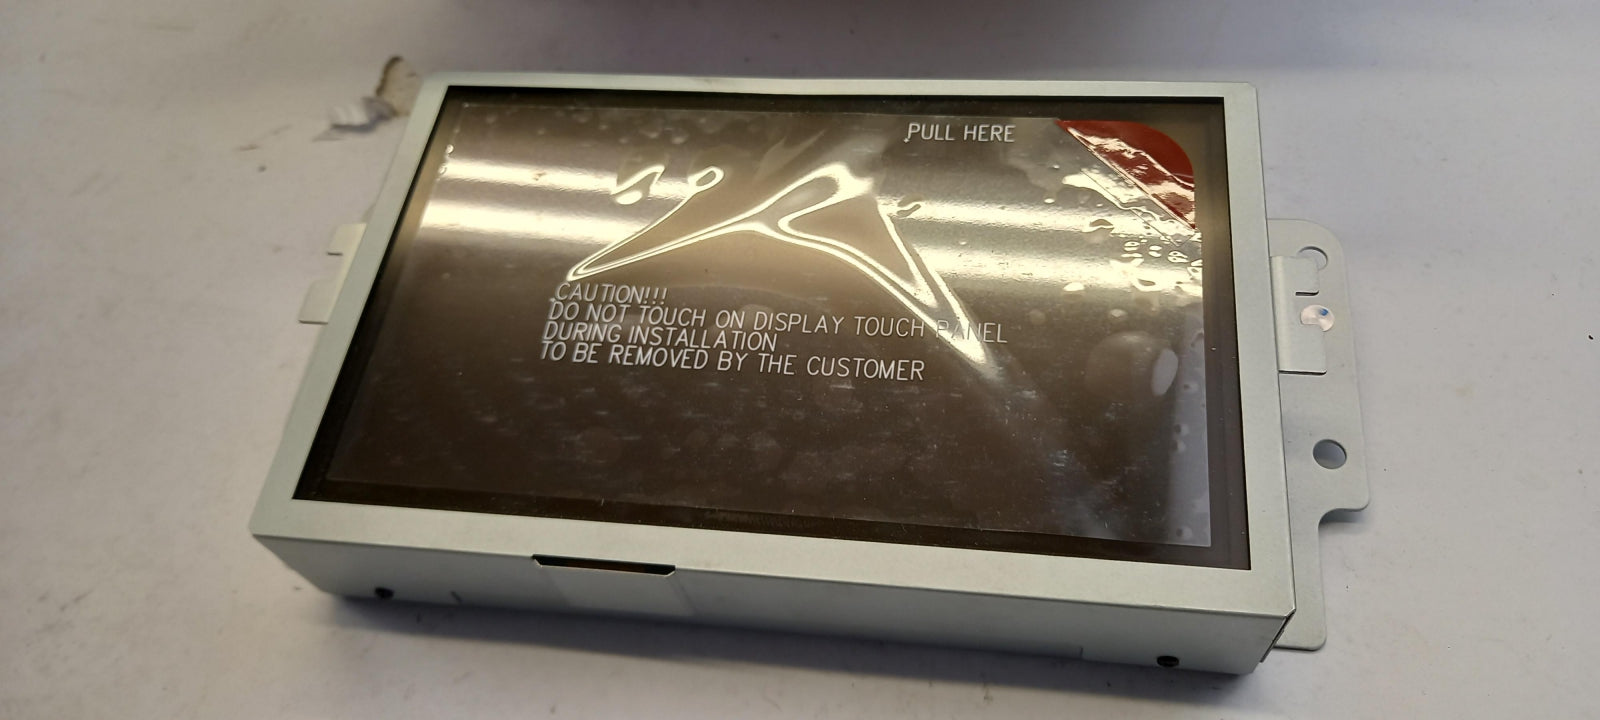 PULL HERE
CAUTION!!!
DO NOT TOUCH ON DISPLAY TOUCH PANEL
DURING INSTALLATION
TO BE REMOVED BY THE CUSTOMER